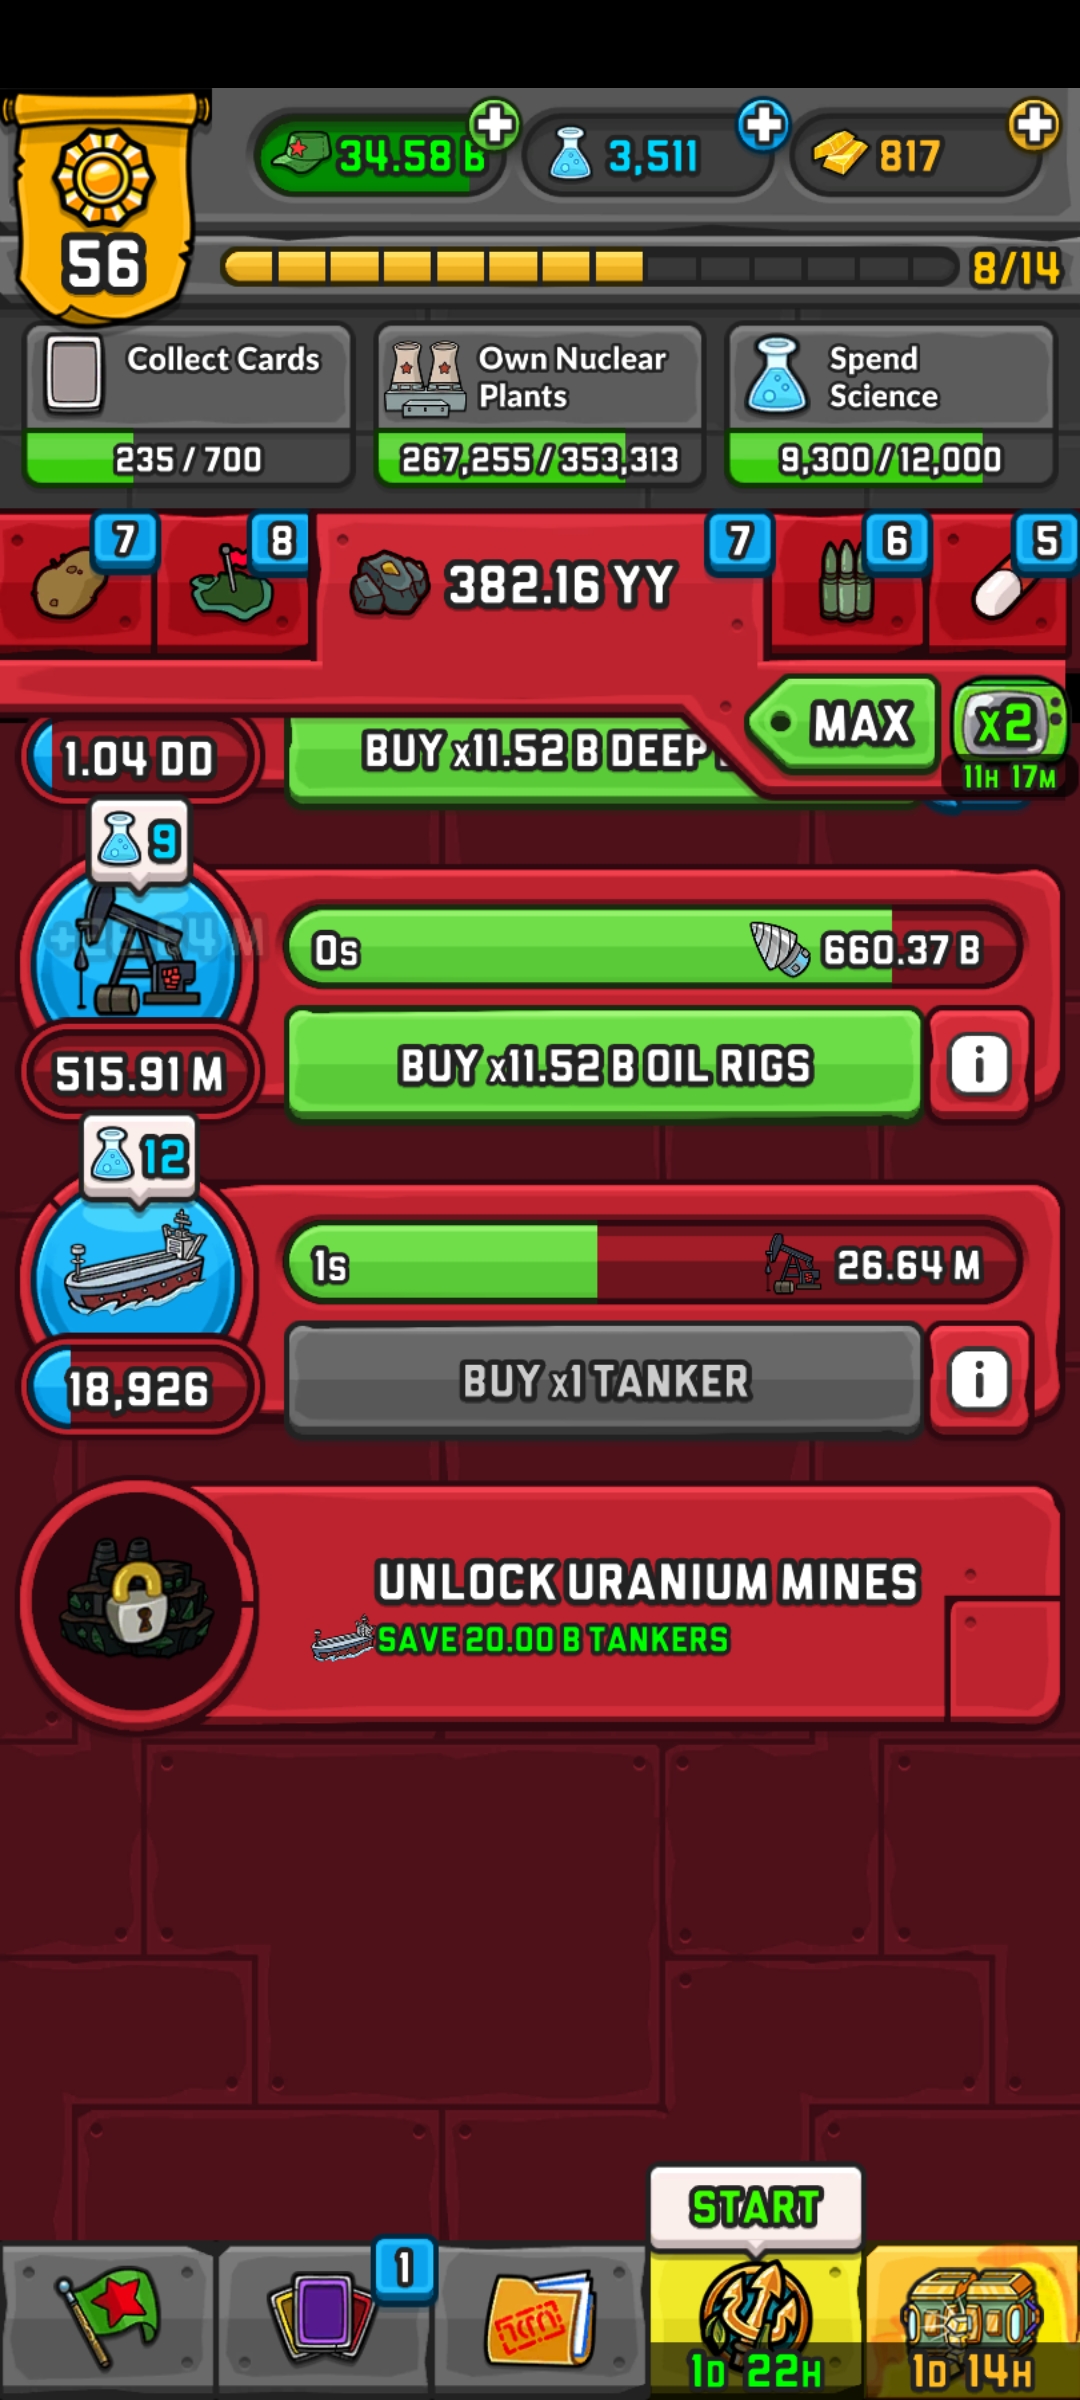 34.58 B
3,511
817
56
8/14
Collect Cards
235 / 700
Own Nuclear
Plants
267,255 / 353,313
Spend
Science
9,300 / 12,000
7
8
382.16 YY
7
6
5
MAX
x2
11H 17M
1.04 DD
BUY x11.52 B DEEP
9
0s
660.37 B
515.91 M
BUY x11.52 B OIL RIGS
i
12
1s
26.64 M
18,926
BUY x1 TANKER
i
UNLOCK URANIUM MINES
SAVE 20.00 B TANKERS
START
1
1D 22H
1D 14H